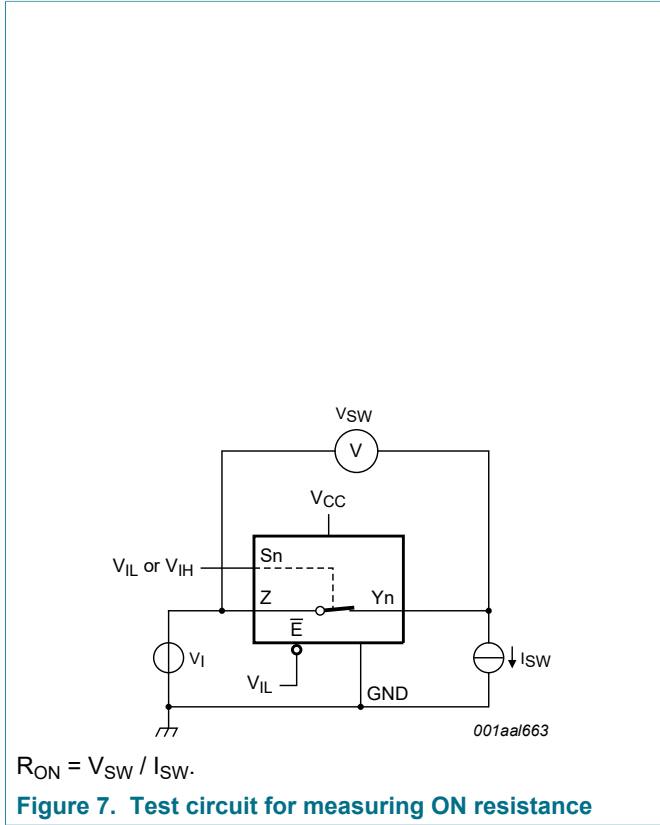 VSW
V
VCC
VIL or VIH
Sn
Z
Yn
E
VI
ISW
VIL
GND
001aal663
RON = VSW / ISW.
Figure 7. Test circuit for measuring ON resistance